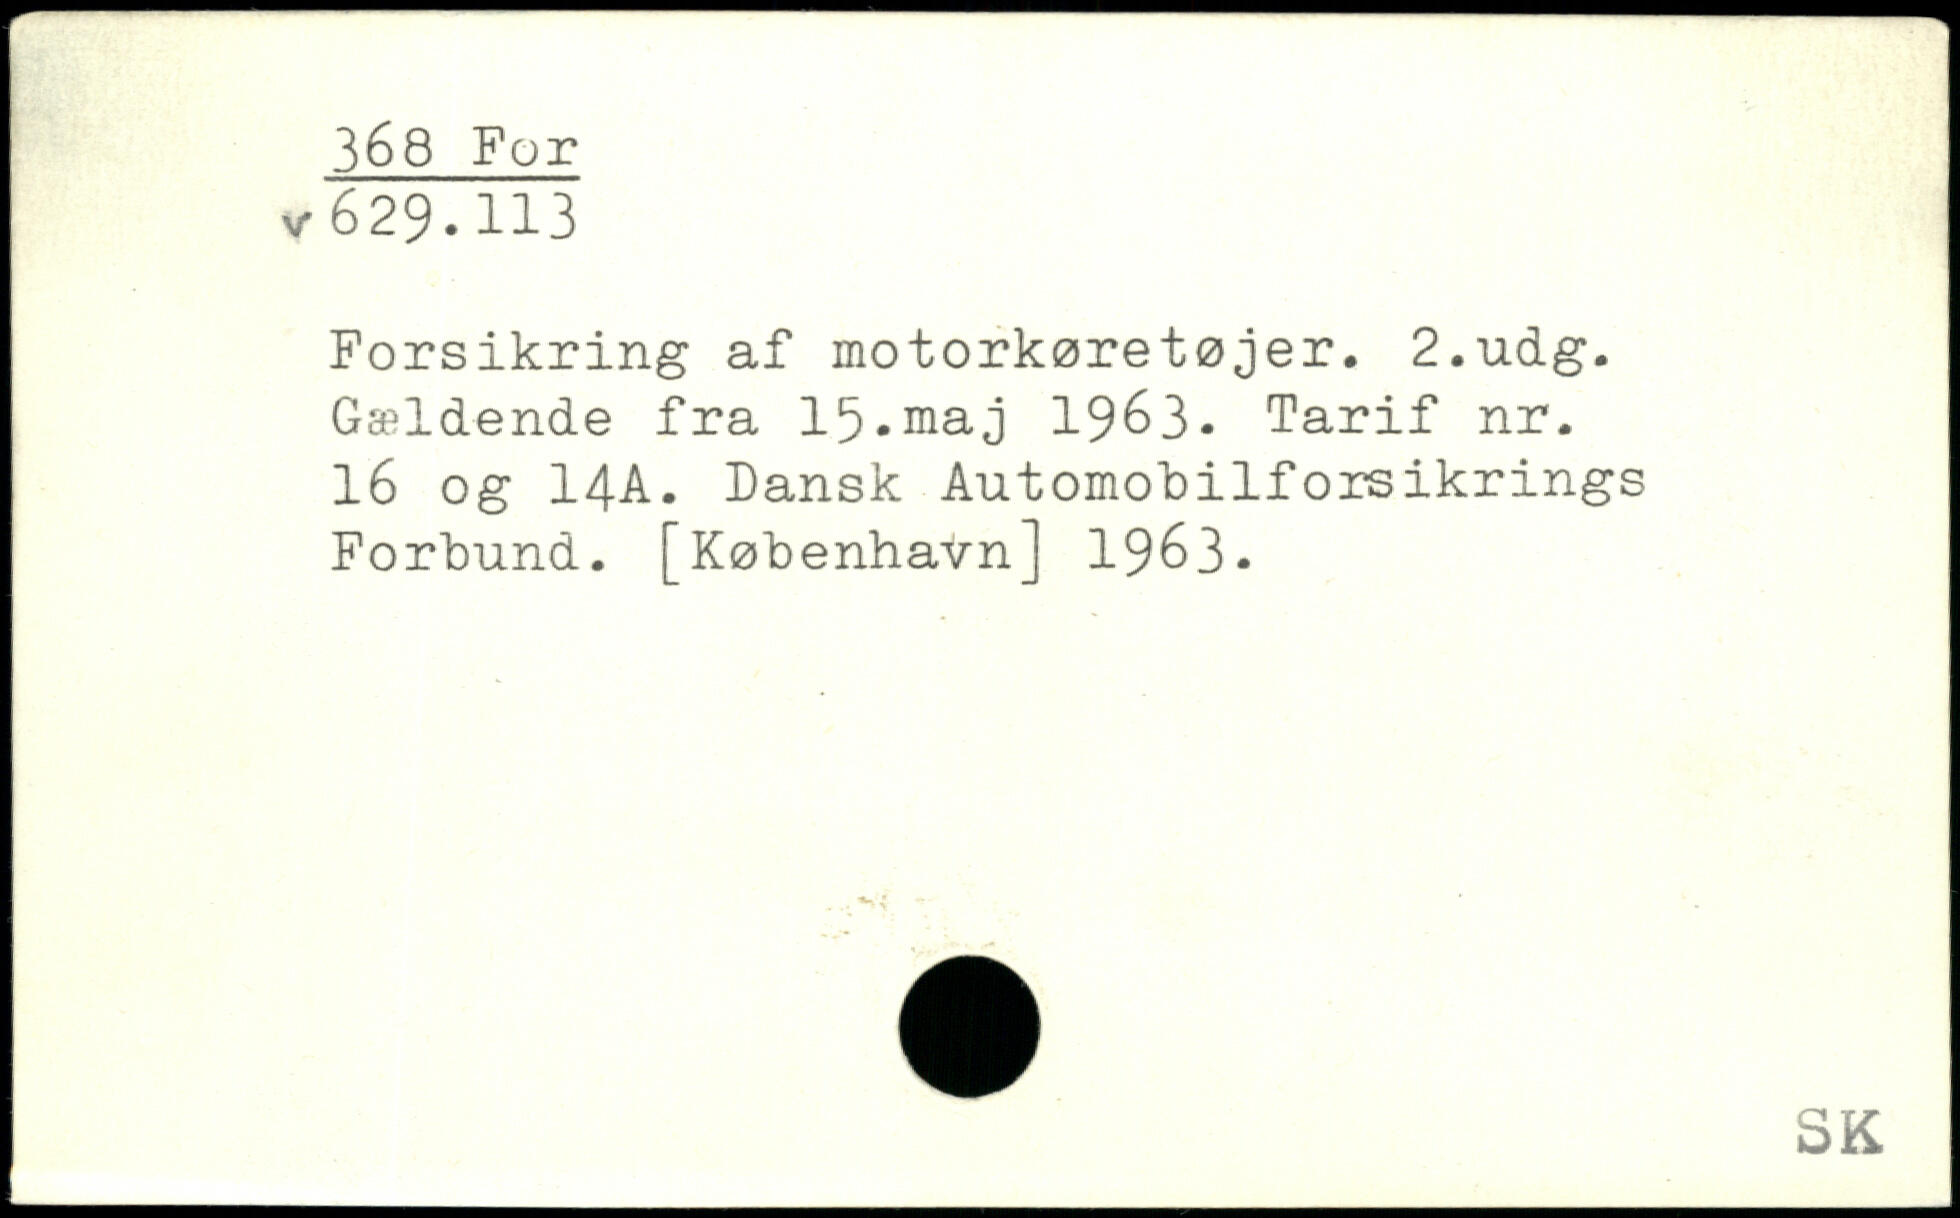 368 For
v 629.113
Forsikring af motorkøretøjer. 2.udg.
Gældende fra 15.maj 1963. Tarif nr.
16 og 14A. Dansk Automobilforsikrings
Forbund. [København] 1963.
SK